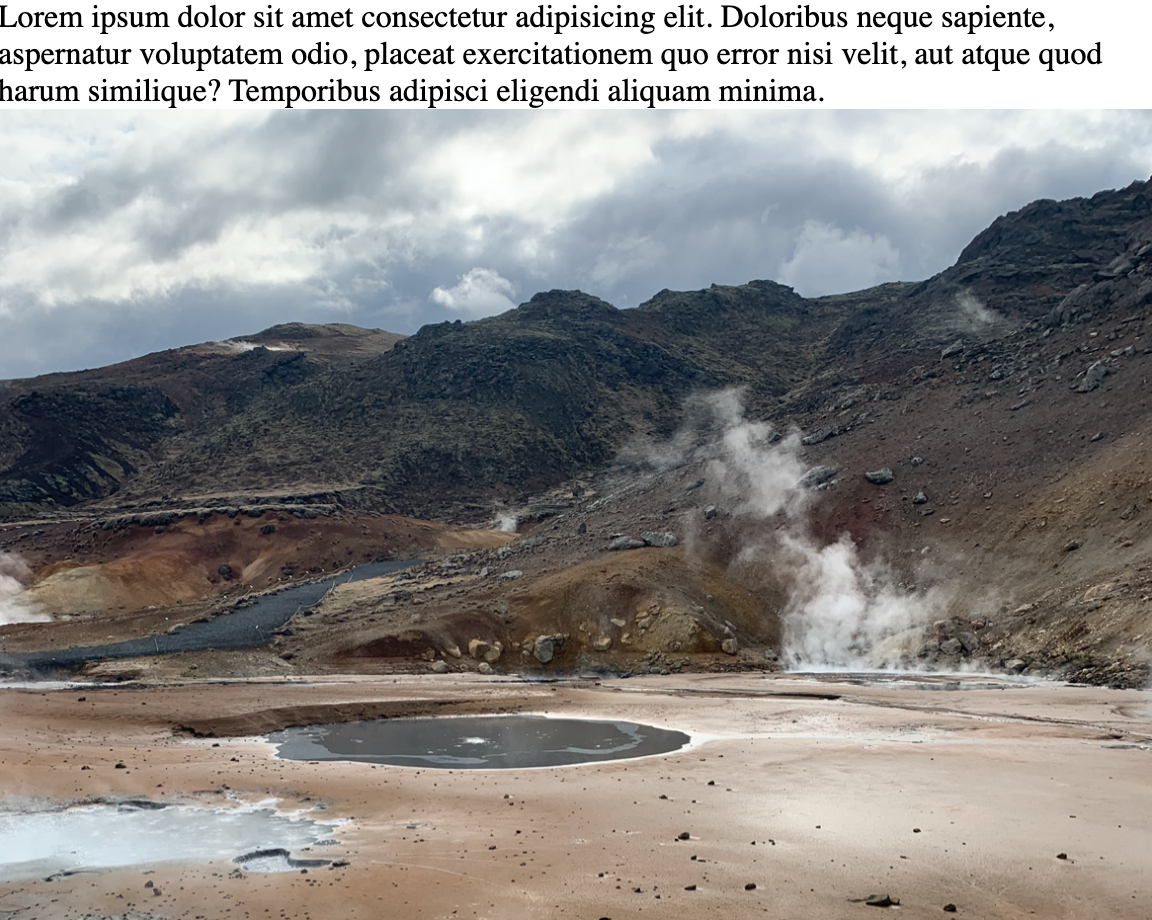 Lorem ipsum dolor sit amet consectetur adipisicing elit. Doloribus neque sapiente,
aspernatur voluptatem odio, placeat exercitationem quo error nisi velit, aut atque quod
harum similique? Temporibus adipisci eligendi aliquam minima.